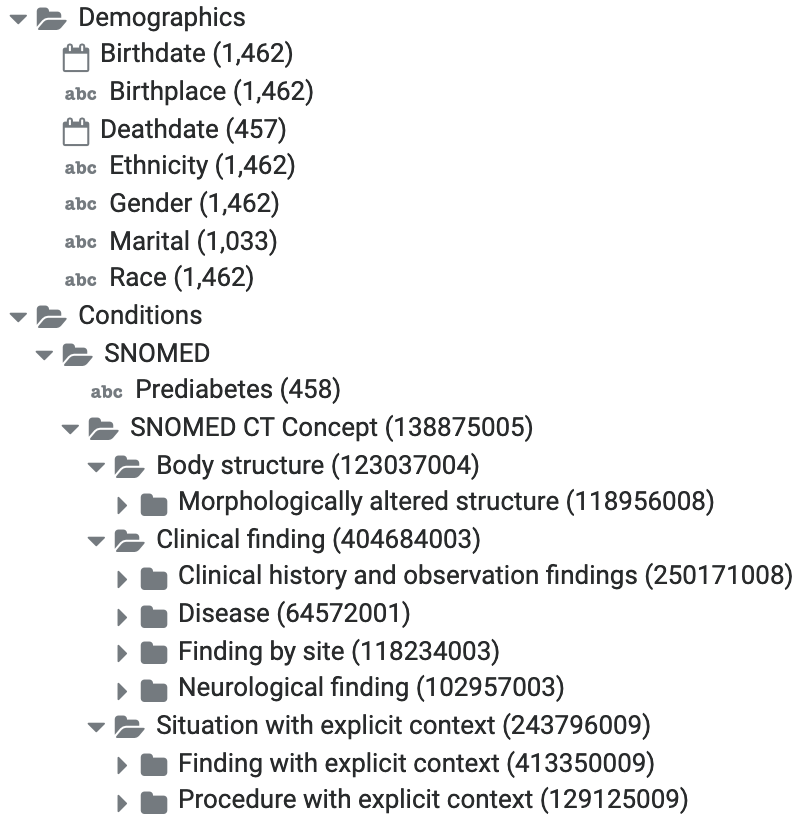 Demographics
Birthdate (1,462)
abc Birthplace (1,462)
Deathdate (457)
abc Ethnicity (1,462)
abc Gender (1,462)
abc Marital (1,033)
abc Race (1,462)
Conditions
SNOMED
abc Prediabetes (458)
SNOMED CT Concept (138875005)
Body structure (123037004)
Morphologically altered structure (118956008)
Clinical finding (404684003)
Clinical history and observation findings (250171008)
Disease (64572001)
Finding by site (118234003)
Neurological finding (102957003)
Situation with explicit context (243796009)
Finding with explicit context (413350009)
Procedure with explicit context (129125009)